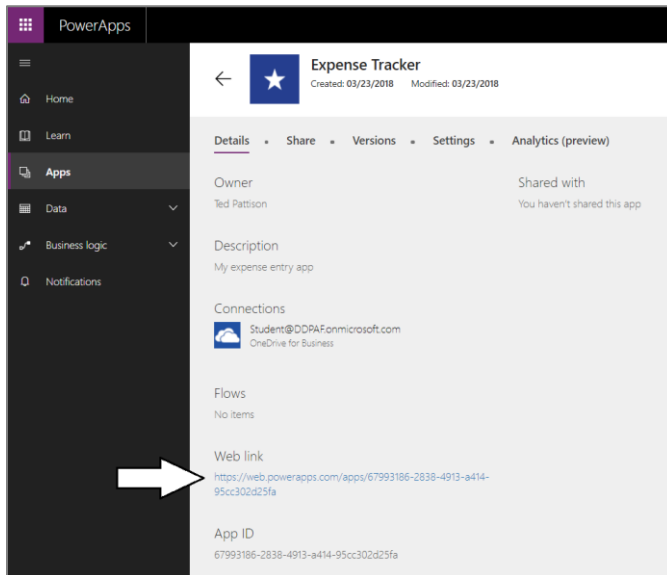 PowerApps
Expense Tracker
Created: 03/23/2018 Modified: 03/23/2018
Home
Learn
Apps
Data
Business logic
Notifications
Details Share Versions Settings Analytics (preview)
Owner
Ted Pattison
Shared with
You haven't shared this app
Description
My expense entry app
Connections
Student@DDPAF.onmicrosoft.com
OneDrive for Business
Flows
No items
Web link
https://web.powerapps.com/apps/67993186-2838-4913-a414-
95cc302d25fa
App ID
67993186-2838-4913-a414-95cc302d25fa